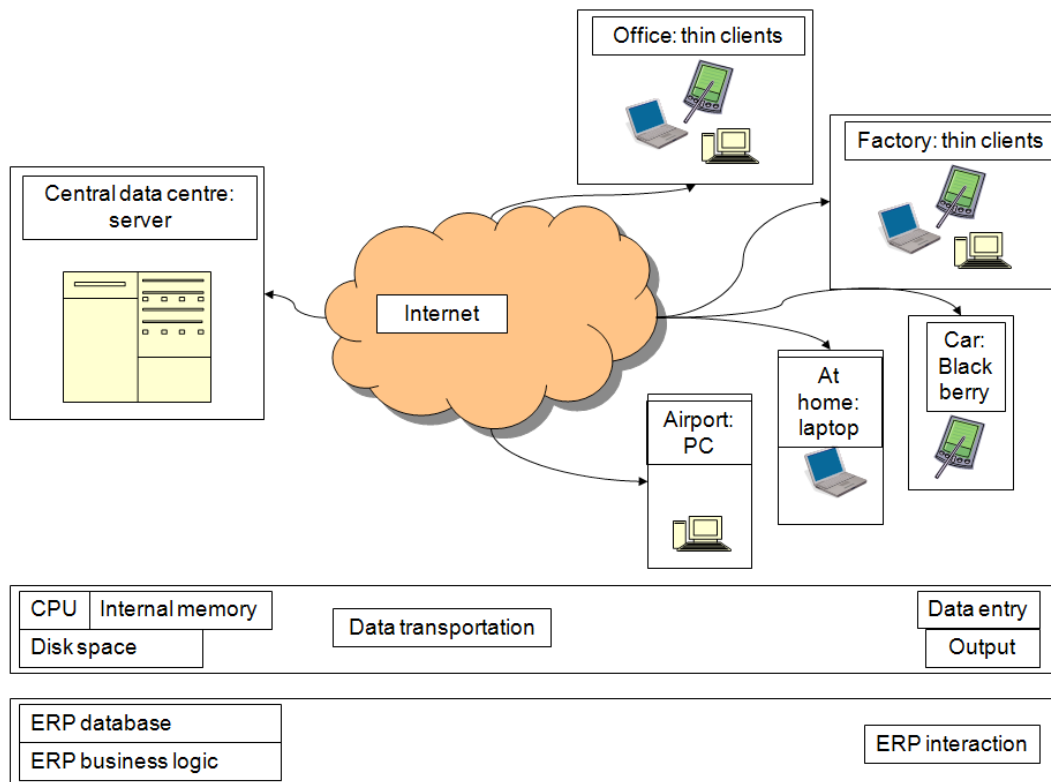 Office: thin clients
Factory: thin clients
Central data centre:
server
Internet
Car:
Black
berry
At
home:
laptop
Airport:
PC
CPU
Internal memory
Disk space
Data transportation
Data entry
Output
ERP database
ERP business logic
ERP interaction